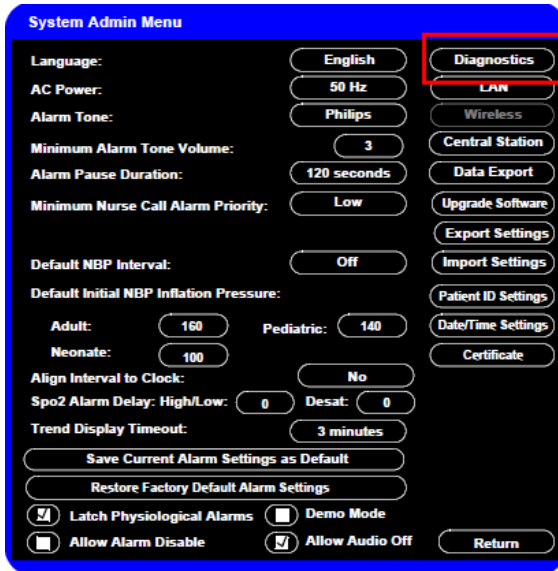 System Admin Menu
Language: English Diagnostics
AC Power: 50 Hz LAN
Alarm Tone: Philips Wireless
Minimum Alarm Tone Volume: 3 Central Station
Alarm Pause Duration: 120 seconds Data Export
Minimum Nurse Call Alarm Priority: Low Upgrade Software
Export Settings
Default NBP Interval: Off Import Settings
Default Initial NBP Inflation Pressure: Patient ID Settings
Adult: 160 Pediatric: 140 Date/Time Settings
Neonate: 100 Certificate
Align Interval to Clock: No
Spo2 Alarm Delay: High/Low: 0 Desat: 0
Trend Display Timeout: 3 minutes
Save Current Alarm Settings as Default
Restore Factory Default Alarm Settings
Latch Physiological Alarms Demo Mode
Allow Alarm Disable Allow Audio Off Return